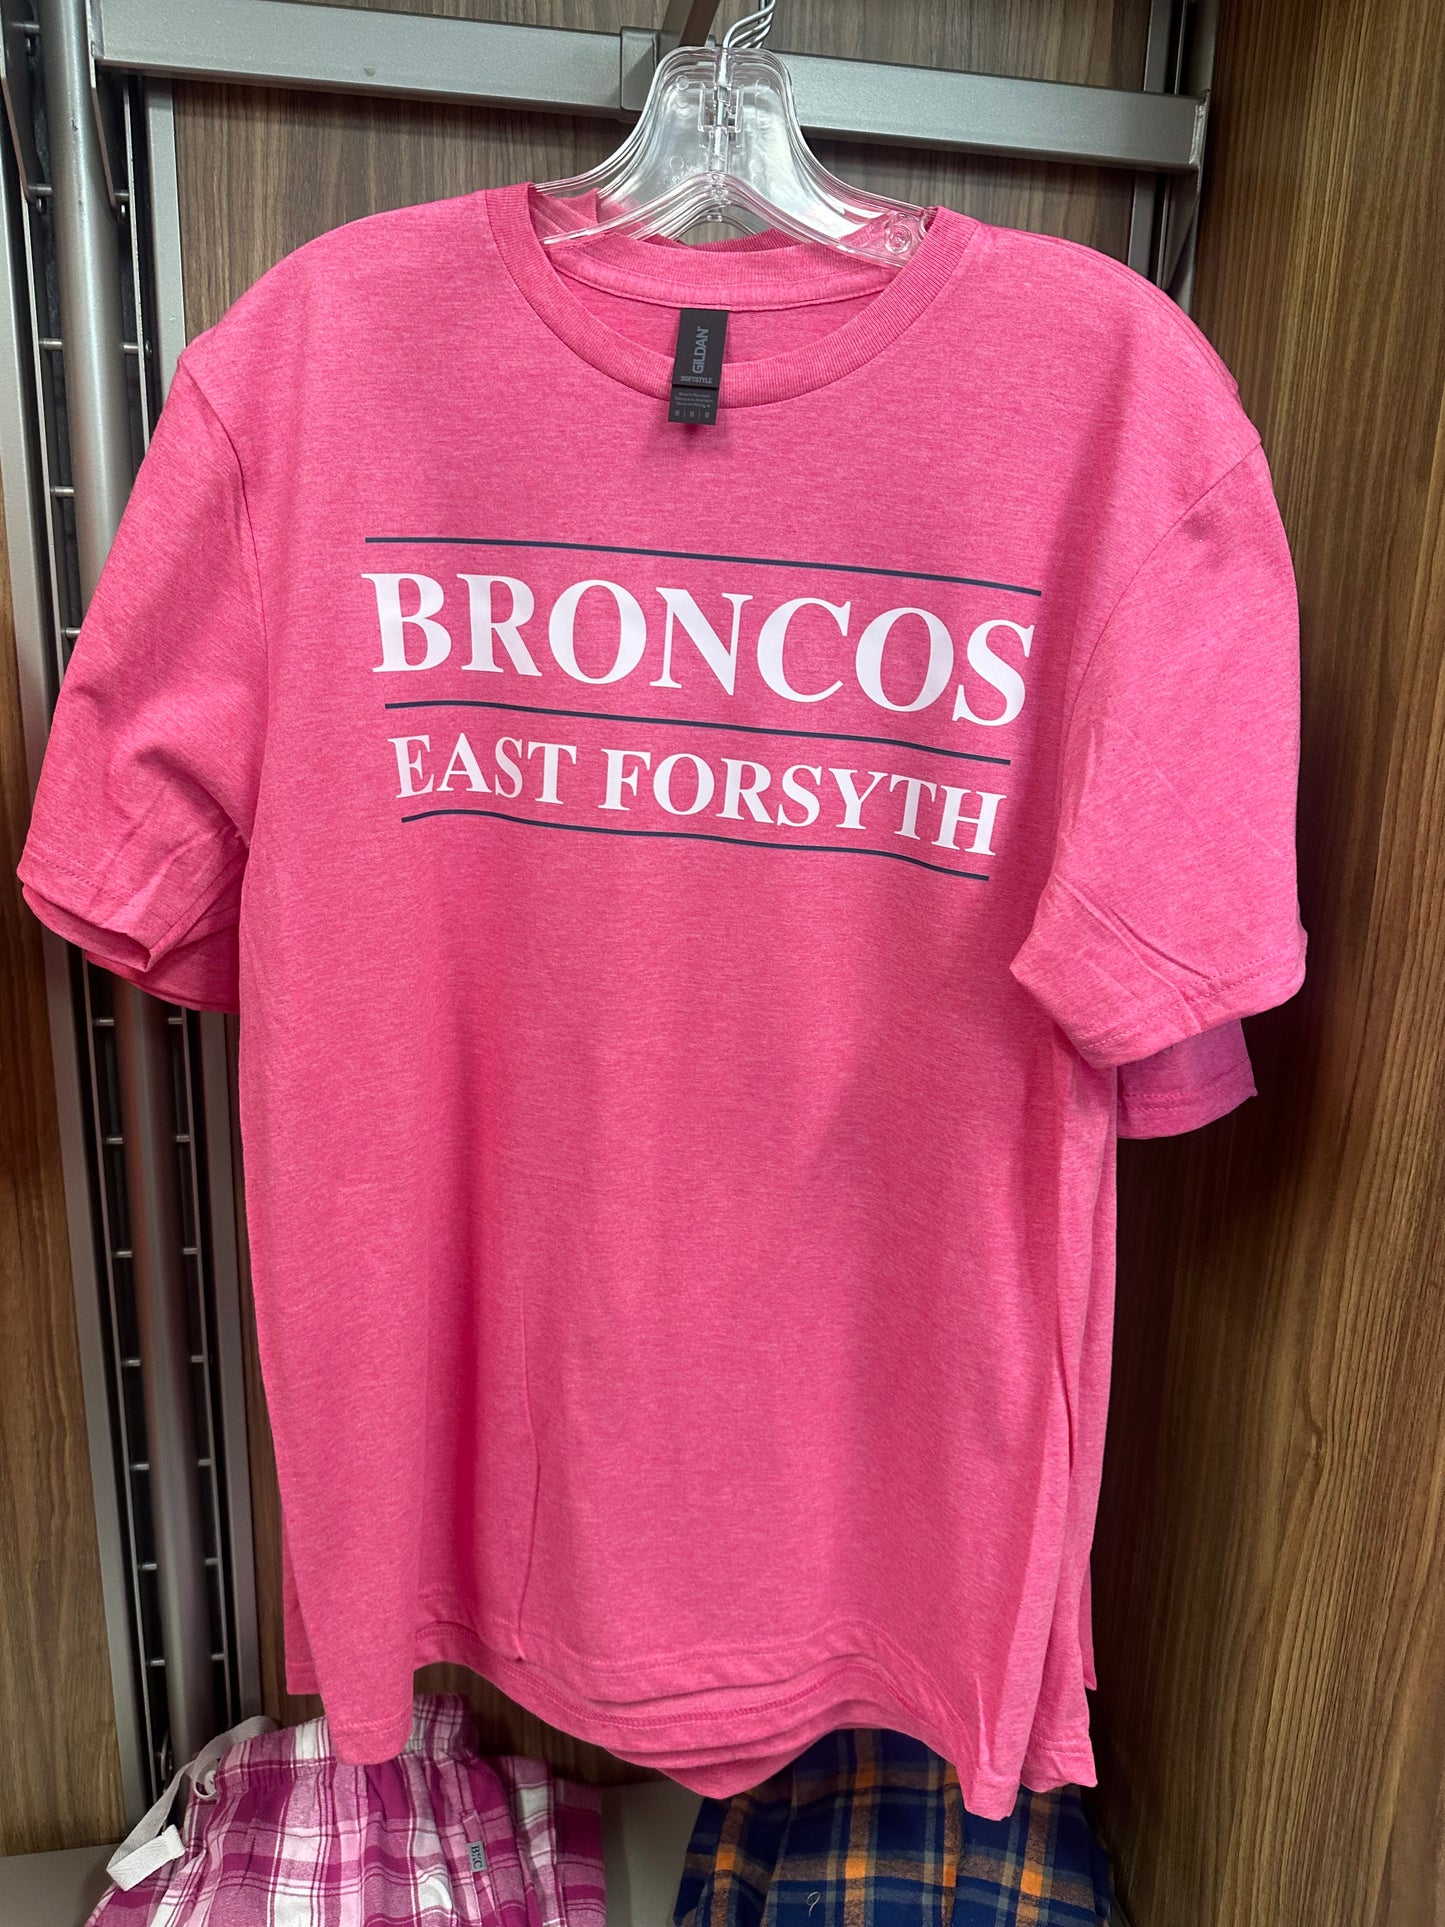 GILDAN
SOFTSTYLE
M | M | M
BRONCOS
EAST FORSYTH